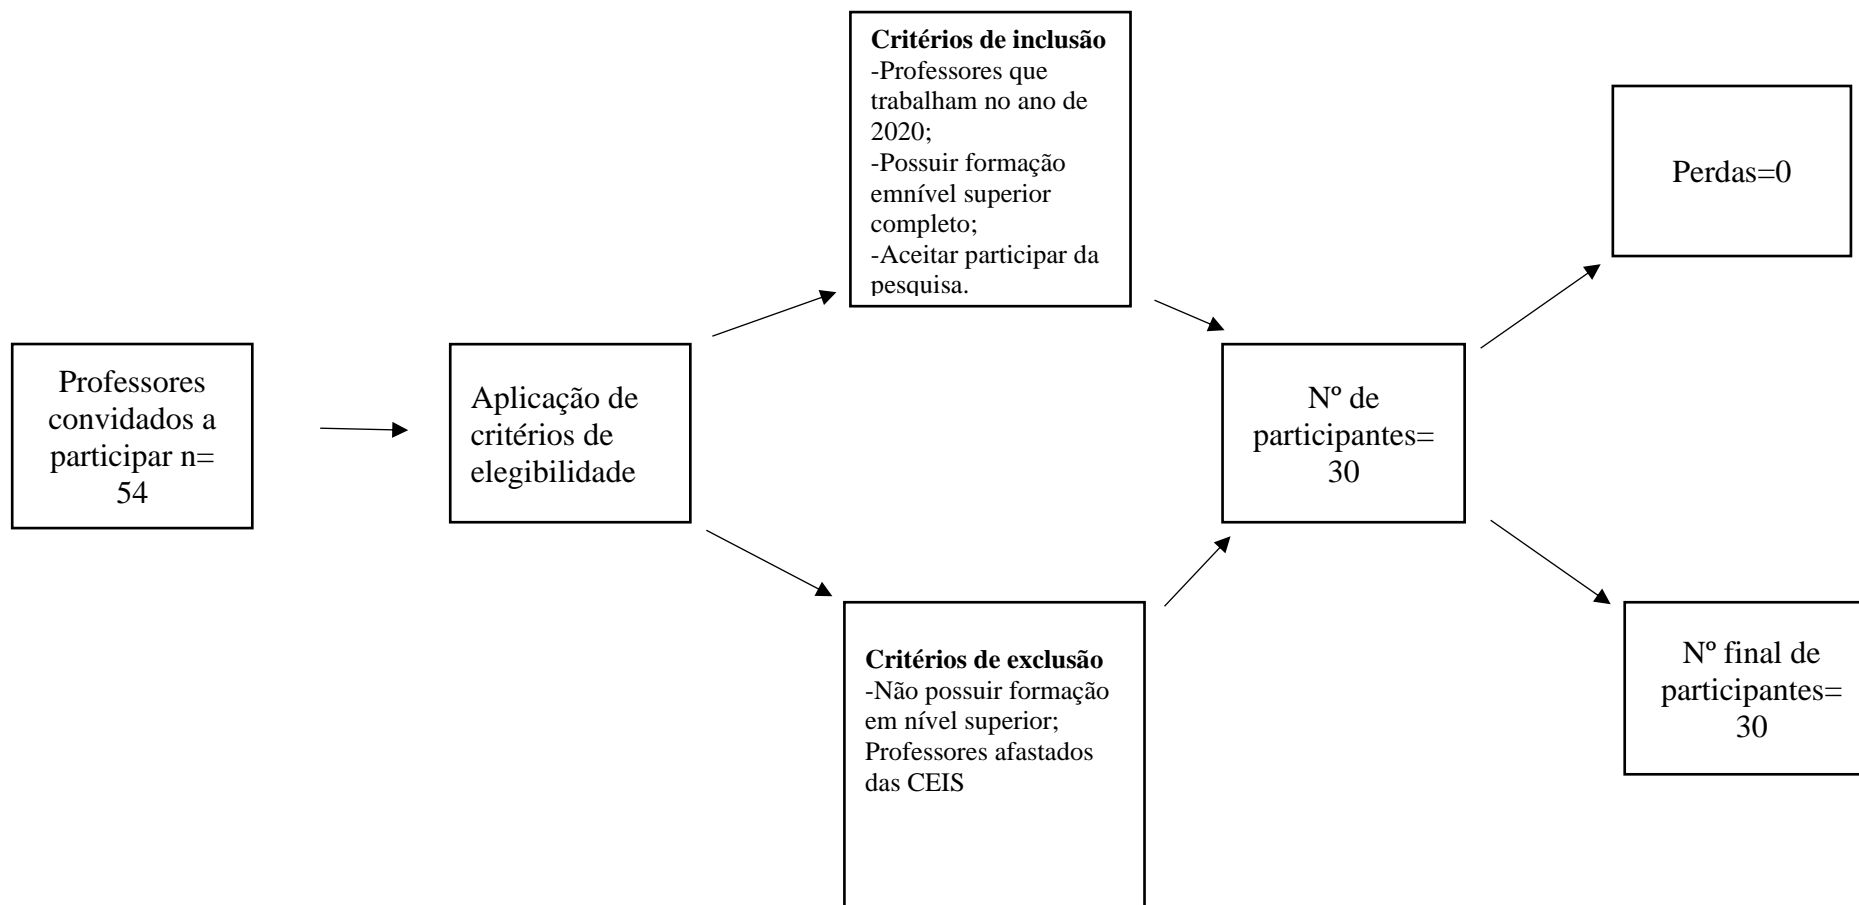 Professores
convidados a
participar n=
54
Aplicação de
critérios de
elegibilidade
Critérios de inclusão
-Professores que
trabalham no ano de
2020;
-Possuir formação
emnível superior
completo;
-Aceitar participar da
pesquisa.
Critérios de exclusão
-Não possuir formação
em nível superior;
Professores afastados
das CEIS
Nº de
participantes=
30
Perdas=0
Nº final de
participantes=
30